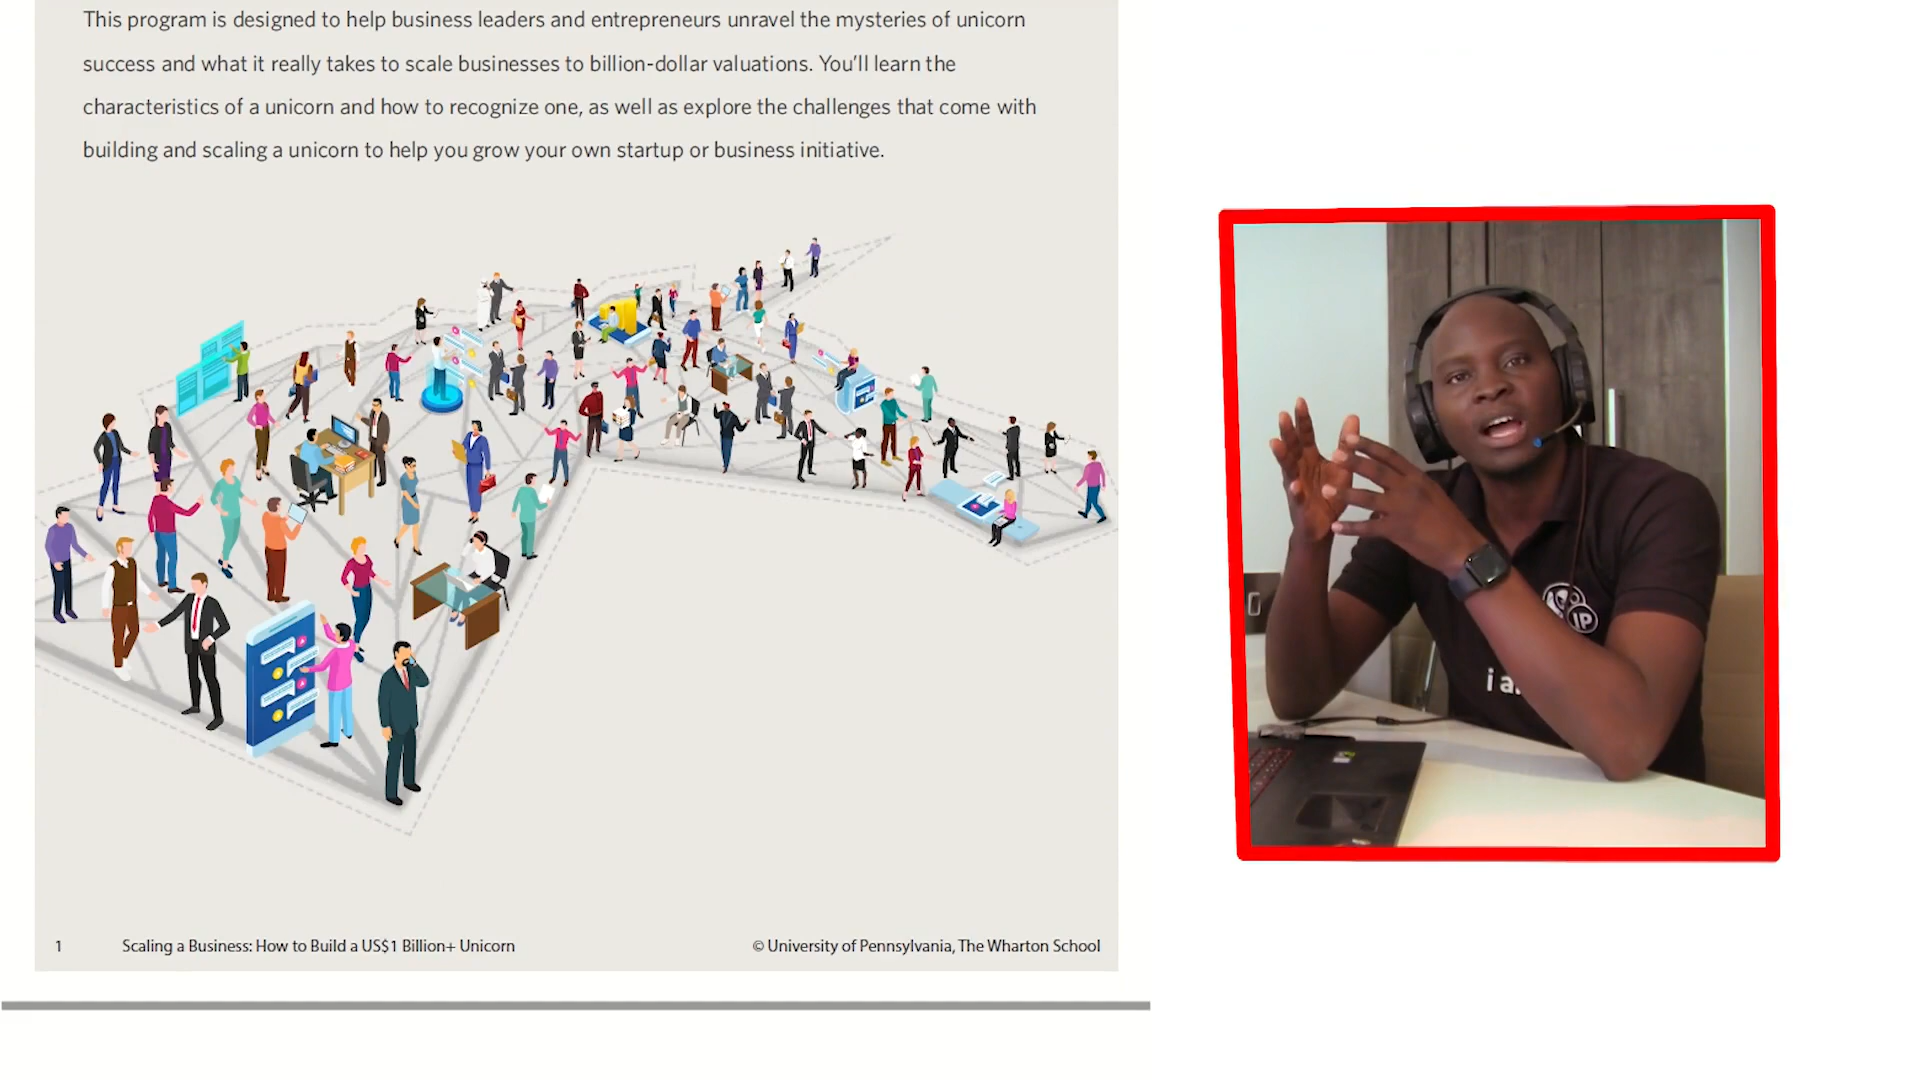 This program is designed to help business leaders and entrepreneurs unravel the mysteries of unicorn
success and what it really takes to scale businesses to billion-dollar valuations. You'll learn the
characteristics of a unicorn and how to recognize one, as well as explore the challenges that come with
building and scaling a unicorn to help you grow your own startup or business initiative.
1 Scaling a Business: How to Build a US$1 Billion+ Unicorn © University of Pennsylvania, The Wharton School
JP
i a